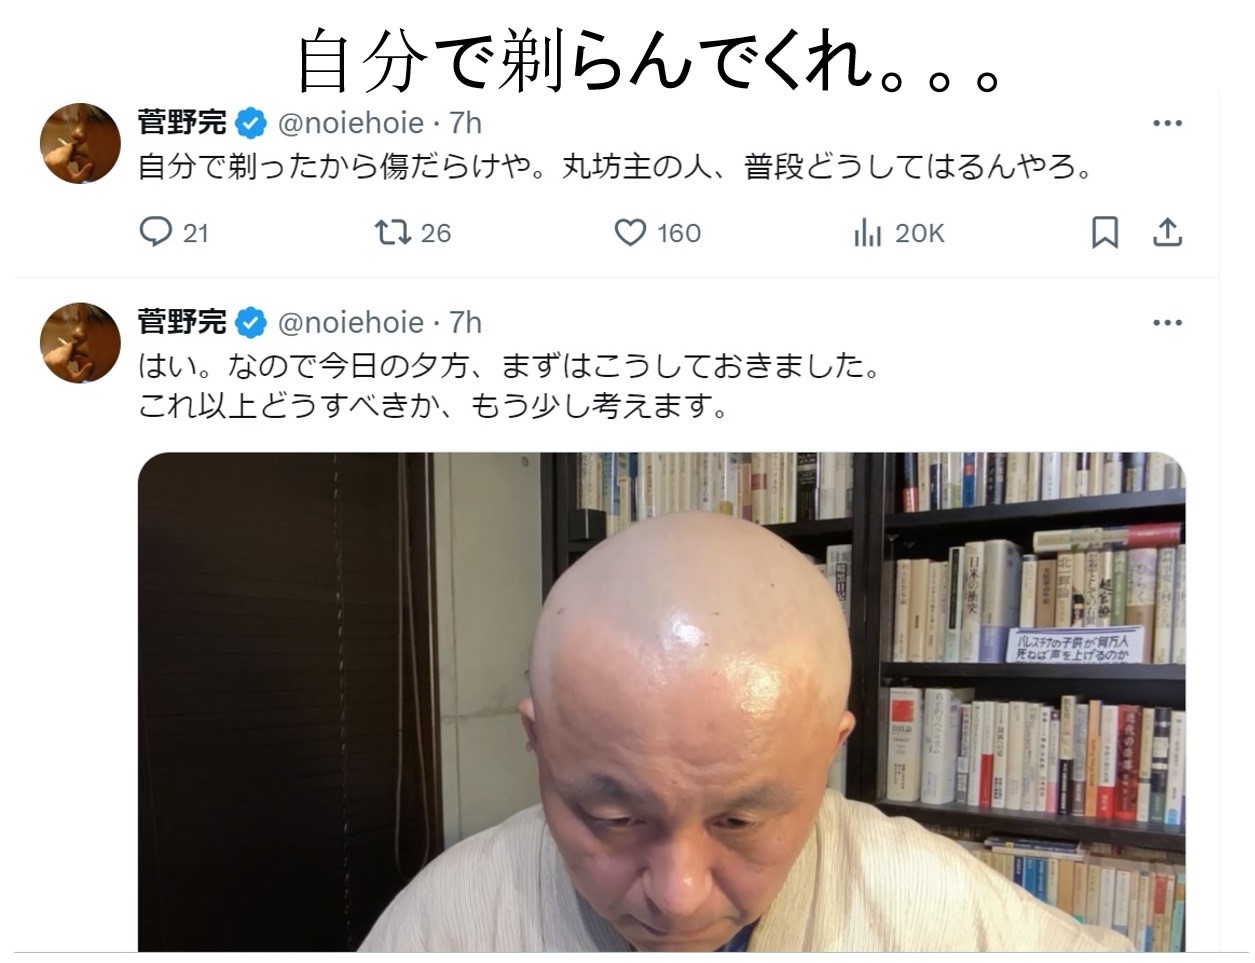 自分で剃らんでくれ。。。
菅野完 @noiehoie · 7h
自分で剃ったから傷だらけや。丸坊主の人、普段どうしてはるんやろ。
21 26 160 20K
菅野完 @noiehoie · 7h
はい。なので今日の夕方、まずはこうしておきました。
これ以上どうすべきか、もう少し考えます。
日米の衝突
北一輝論
パレスチナの子供が何万人
死ねば声を上げるのか